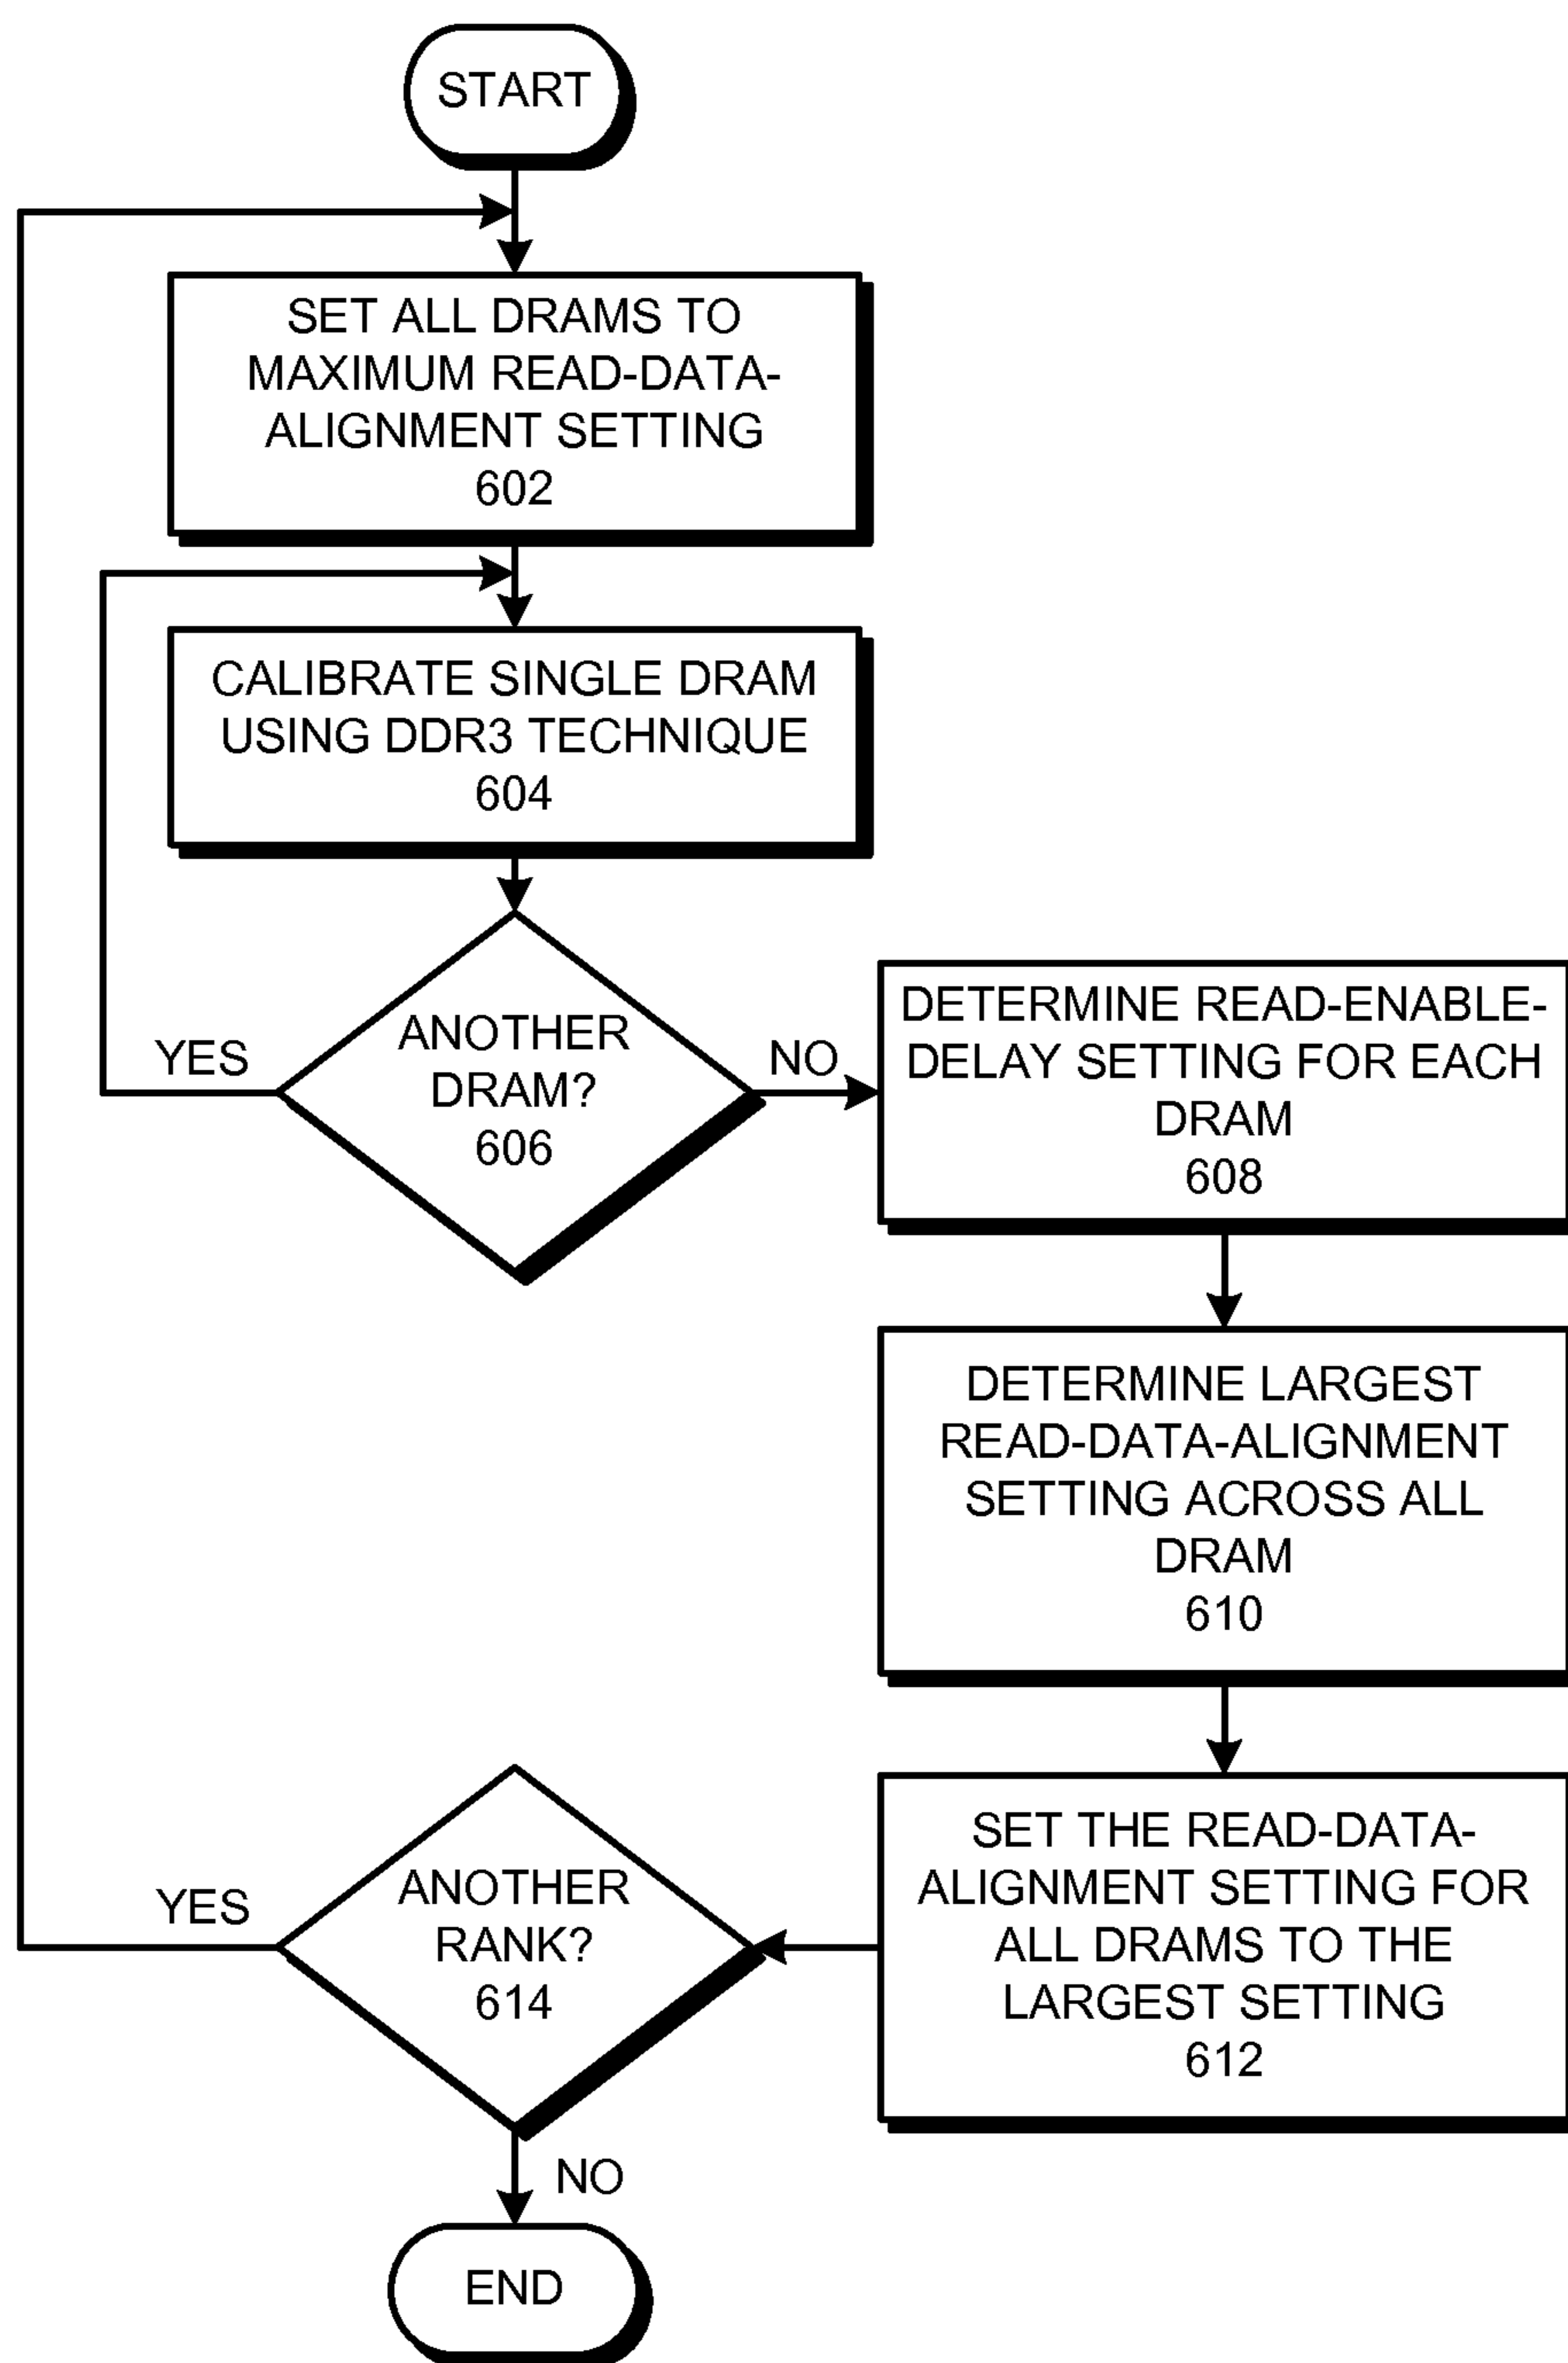 START
SET ALL DRAMS TO
MAXIMUM READ-DATA-
ALIGNMENT SETTING
602
CALIBRATE SINGLE DRAM
USING DDR3 TECHNIQUE
604
ANOTHER
DRAM?
606
YES
NO
DETERMINE READ-ENABLE-
DELAY SETTING FOR EACH
DRAM
608
DETERMINE LARGEST
READ-DATA-ALIGNMENT
SETTING ACROSS ALL
DRAM
610
SET THE READ-DATA-
ALIGNMENT SETTING FOR
ALL DRAMS TO THE
LARGEST SETTING
612
ANOTHER
RANK?
614
YES
NO
END